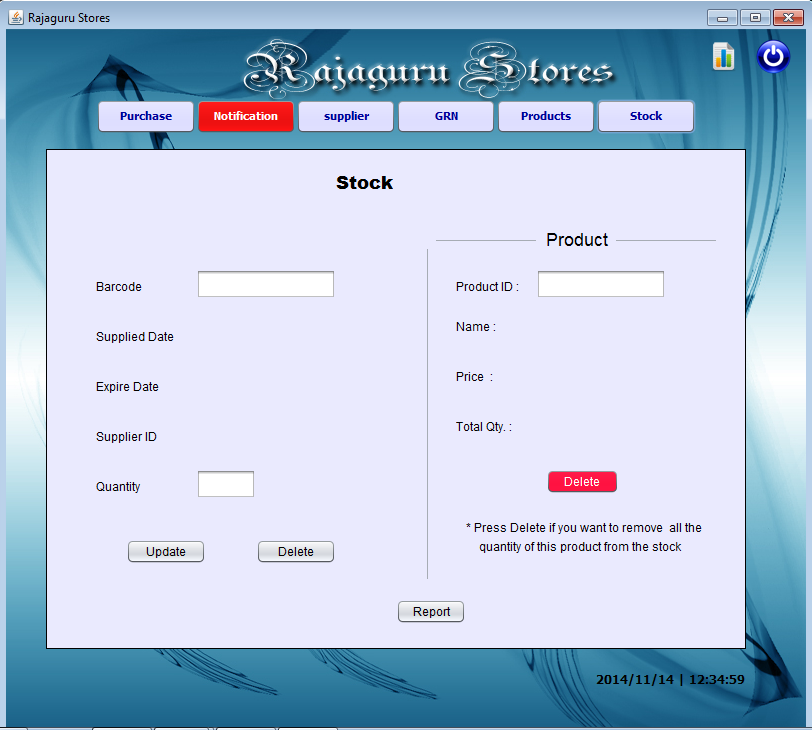 Rajaguru Stores
Rajaguru Stores
Purchase Notification supplier GRN Products Stock
Stock
Product
Barcode
Product ID :
Supplied Date
Name :
Expire Date
Price :
Supplier ID
Total Qty. :
Quantity
Delete
* Press Delete if you want to remove all the
quantity of this product from the stock
Update Delete
Report
2014/11/14 | 12:34:59